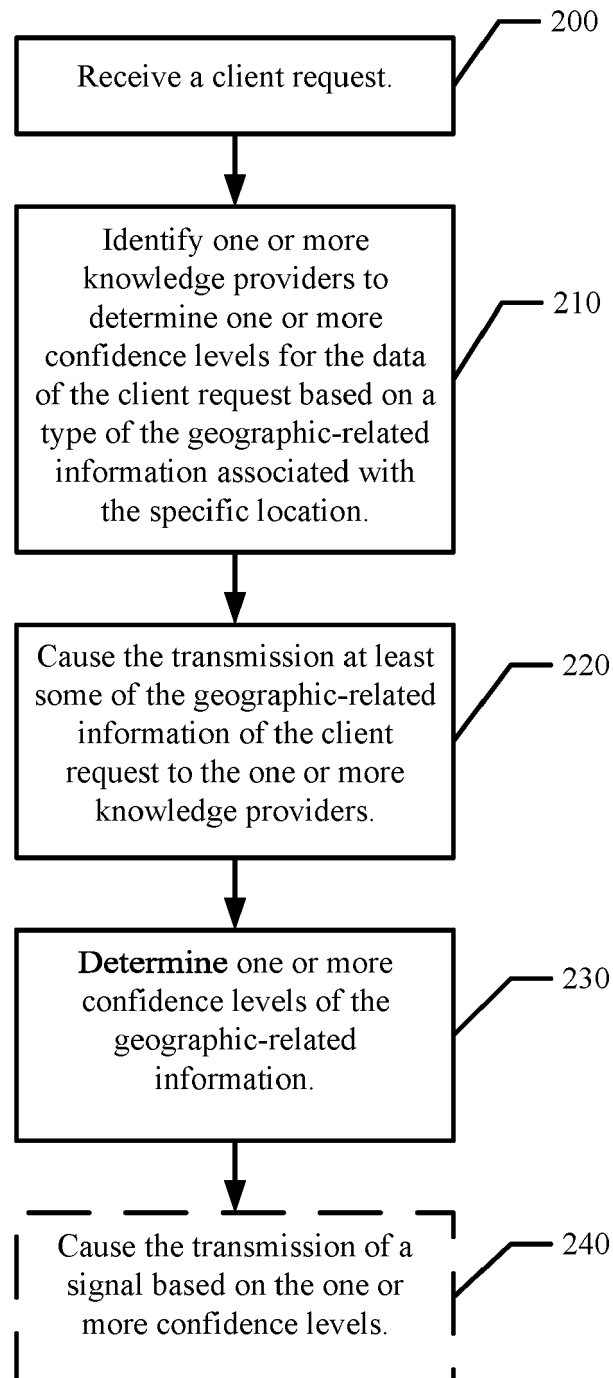 200
Receive a client request.
Identify one or more
knowledge providers to
determine one or more
confidence levels for the data
of the client request based on a
type of the geographic-related
information associated with
the specific location.
210
Cause the transmission at least
some of the geographic-related
information of the client
request to the one or more
knowledge providers.
220
Determine one or more
confidence levels of the
geographic-related
information.
230
Cause the transmission of a
signal based on the one or
more confidence levels.
240